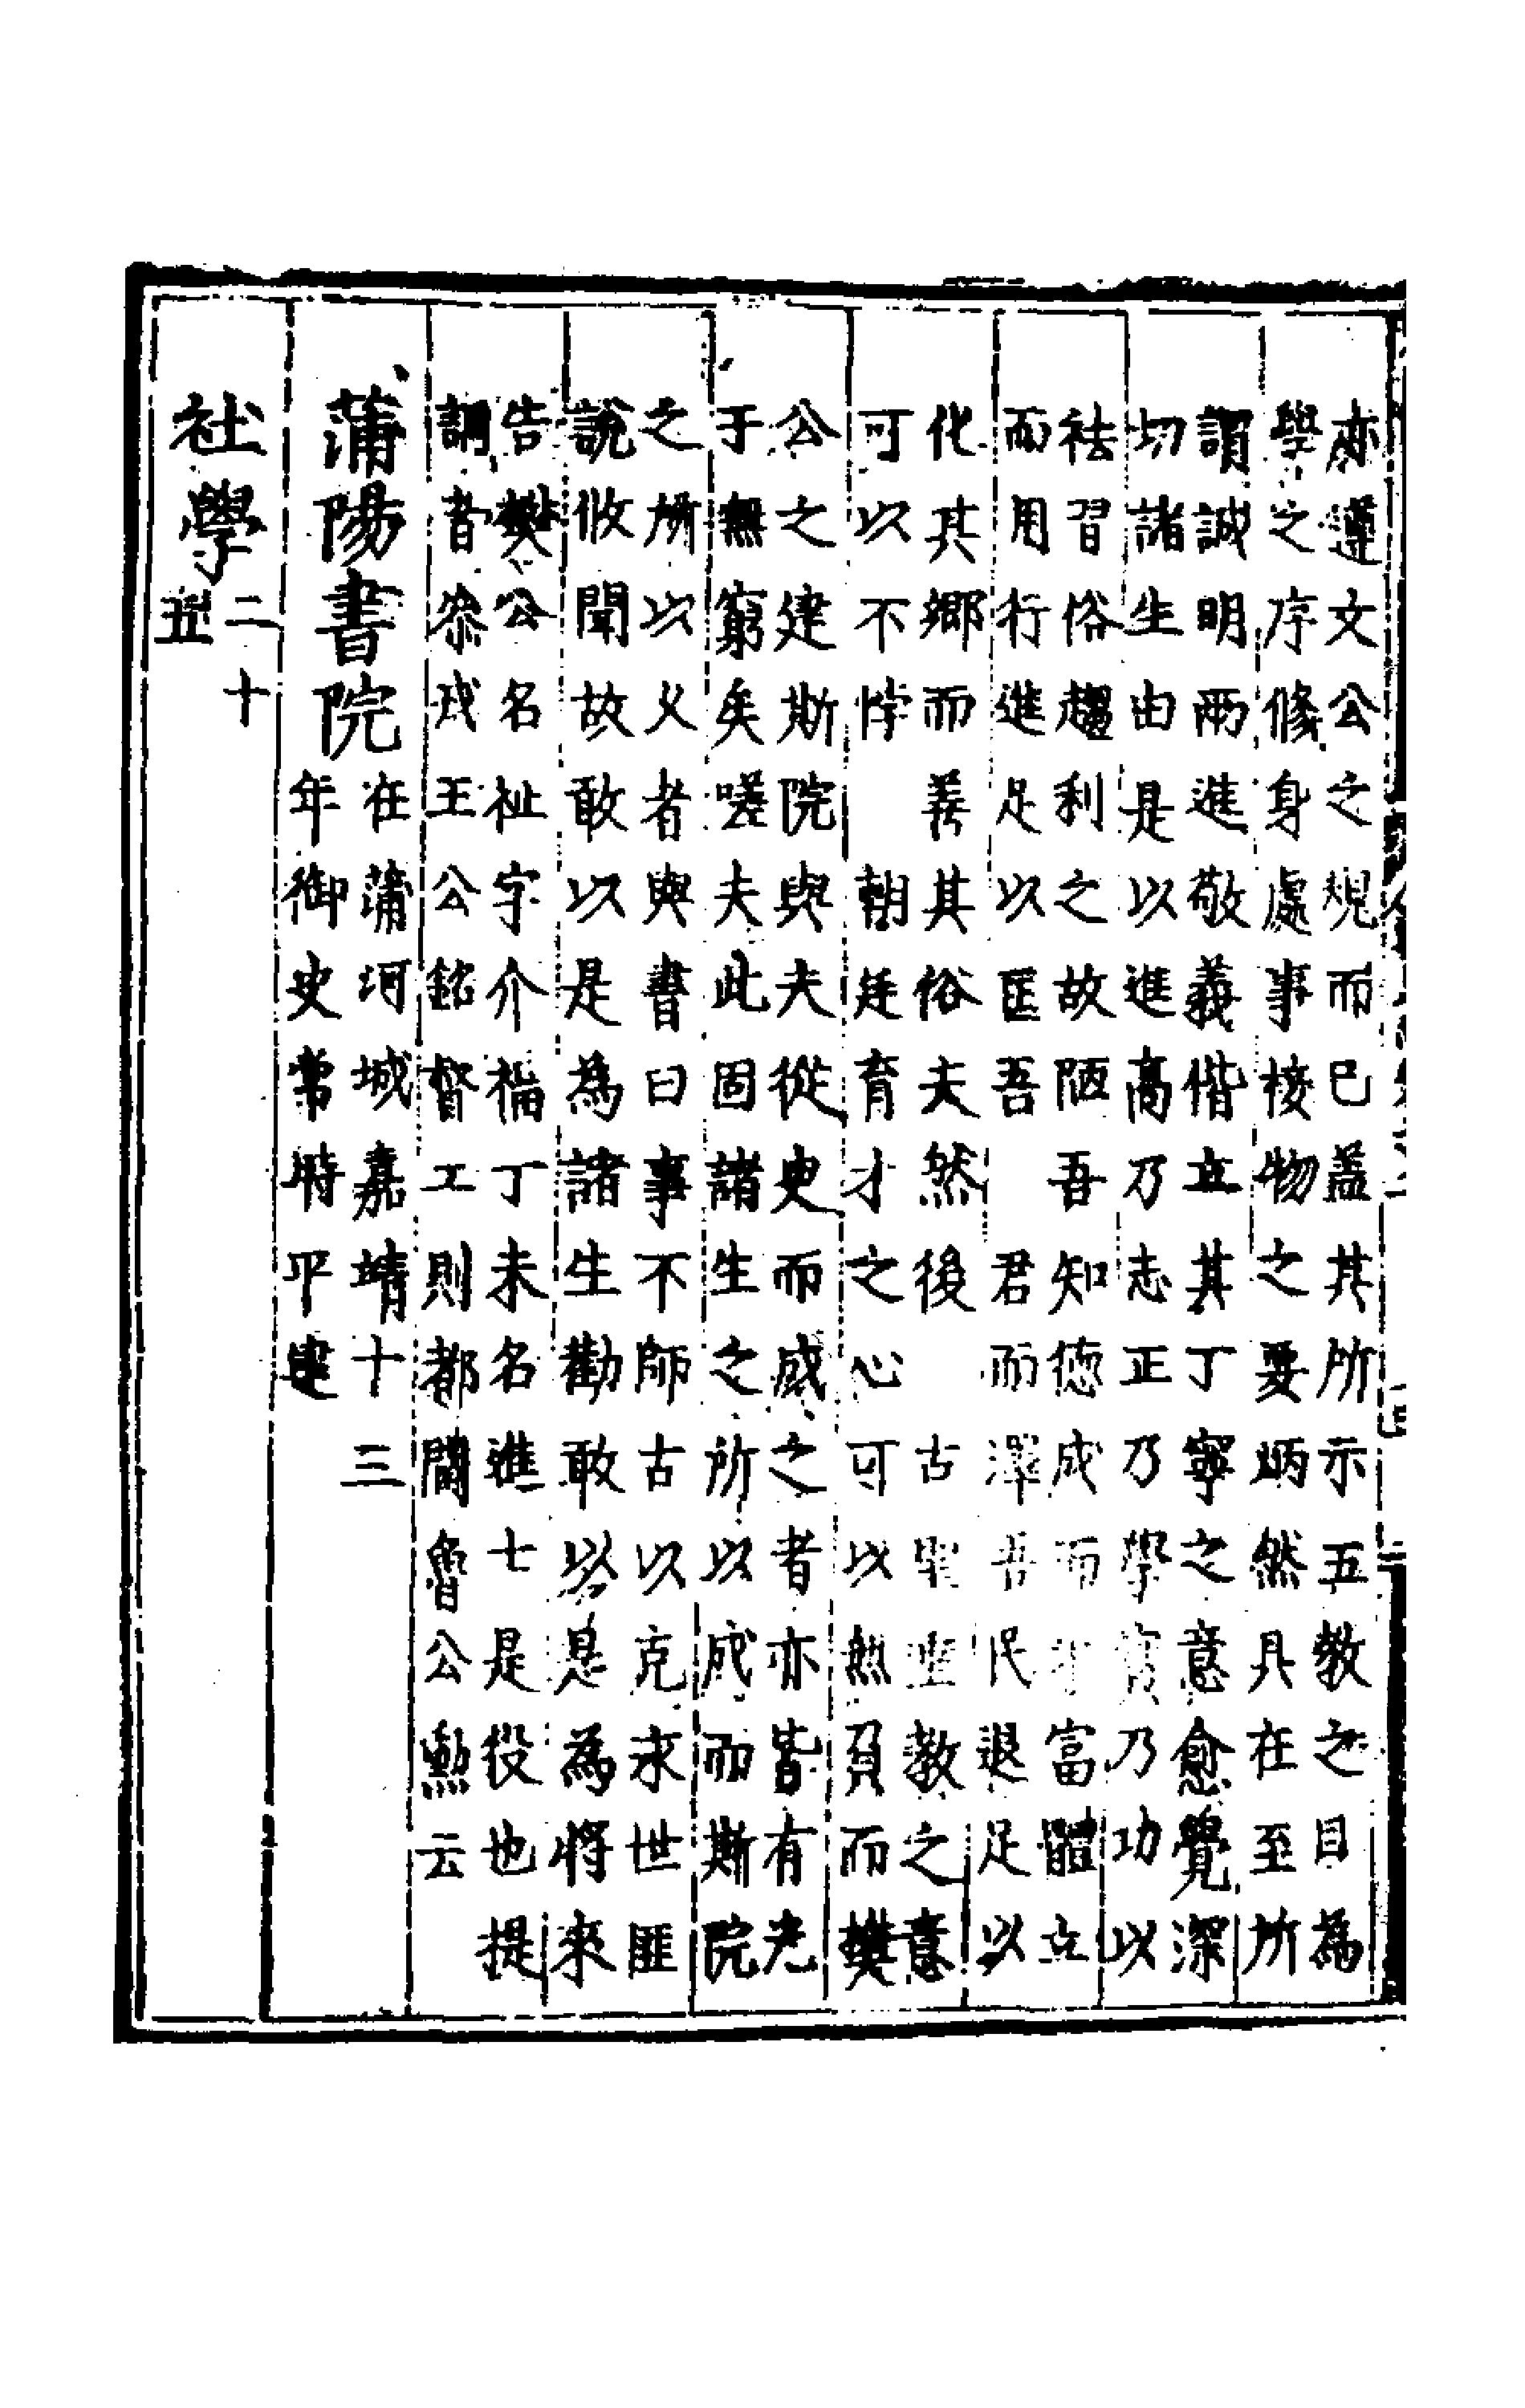 亦遵文公之規而已蓋其所示五教之目為
學之序修身處事接物之要炳然具在至所
謂誠明兩進敬義偕立其丁寧之意愈覺深
切諸生由是以進高乃志正乃學實乃功以
袪習俗趨利之故陋吾知德成而才富體立
而用行進足以匡吾 君而澤吾民退足以
化其鄉而善其俗夫然後 古聖垂教之意
可以不悖 朝廷育才之心可以無負而樊
公之建斯院與夫從臾而成之者亦皆有光
于無窮矣嗟夫此固諸生之所以成而斯院
之所以乂者與書曰事不師古以克永世匪
說攸聞故敢以是為諸生勸敢以是為將來
告樊公名祉字介福丁未名進士是役也提
調者叅戎王公銘督工則都閫魯公勲云
蒲陽書院
在蒲河城嘉靖十三
年御史常時平建
社學
二十
五